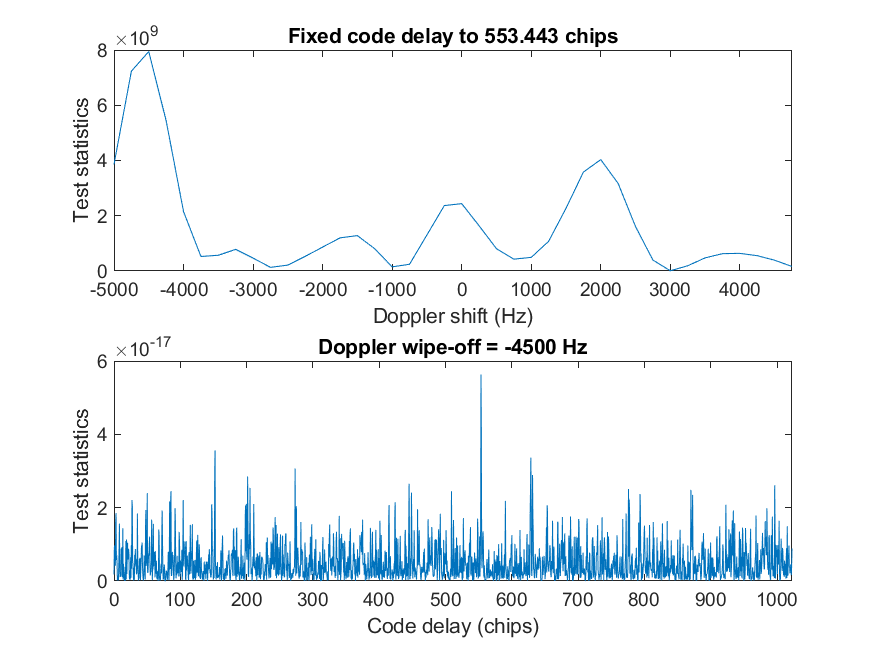 ×10^9
Fixed code delay to 553.443 chips
8
6
4
2
0
Test statistics
-5000 -4000 -3000 -2000 -1000 0 1000 2000 3000 4000
Doppler shift (Hz)
×10^-17
Doppler wipe-off = -4500 Hz
6
4
2
0
Test statistics
0 100 200 300 400 500 600 700 800 900 1000
Code delay (chips)